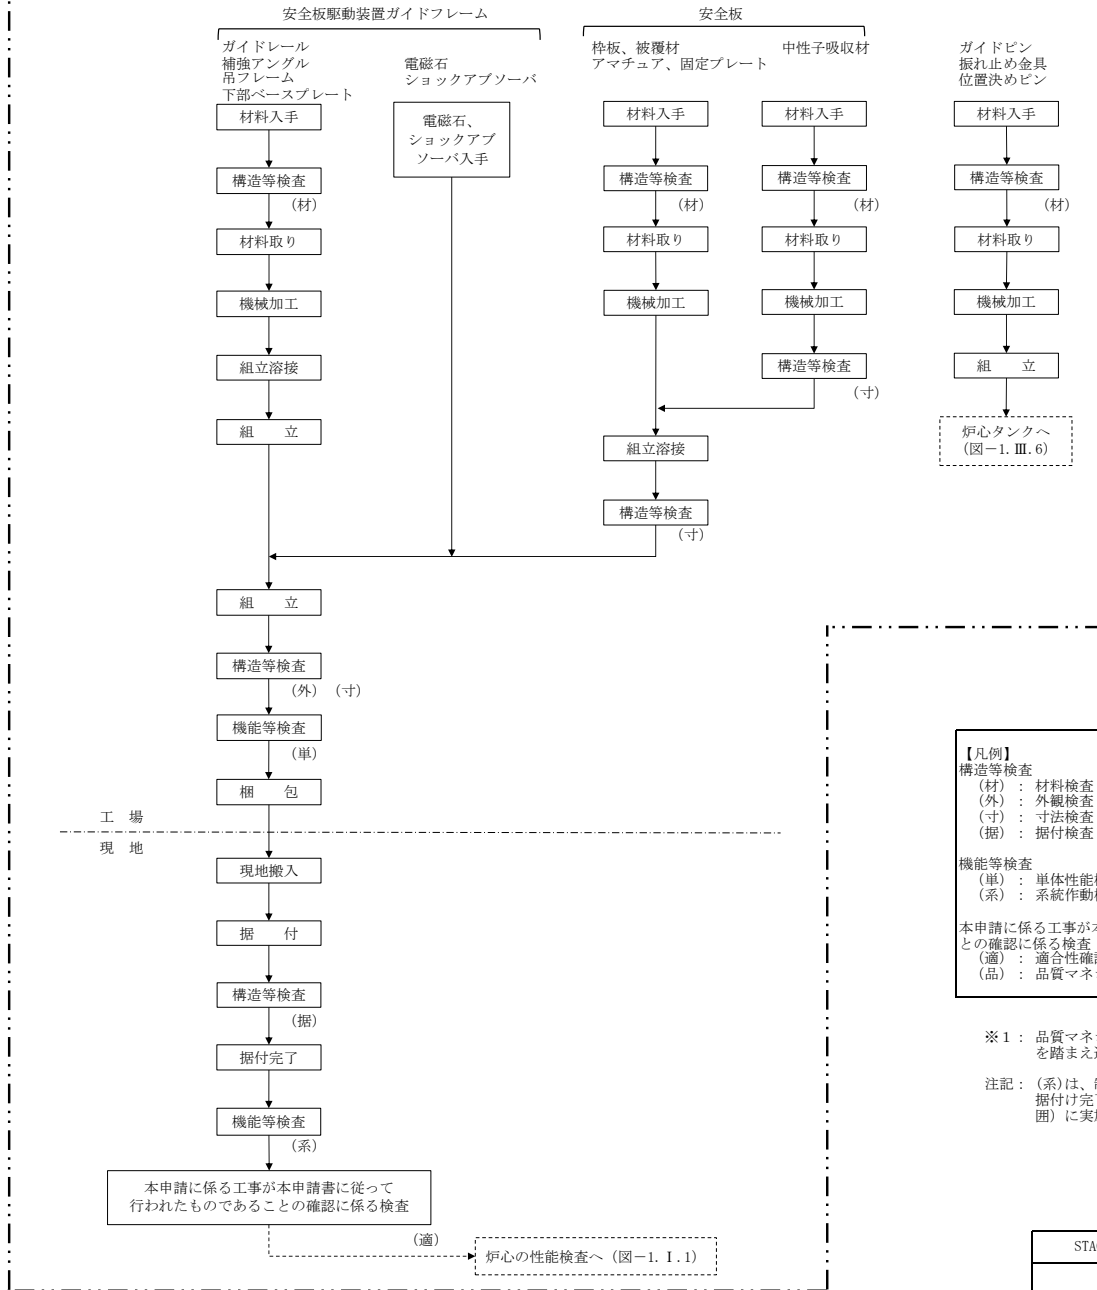 安全板駆動装置ガイドフレーム
ガイドレール
補強アングル
吊フレーム
下部ベースプレート
電磁石
ショックアブソーバ
材料入手
構造等検査
(材)
材料取り
機械加工
組立溶接
組 立
電磁石、
ショックアブ
ソーバ入手
安全板
枠板、被覆材
アマチュア、固定プレート
中性子吸収材
材料入手
構造等検査
(材)
材料取り
機械加工
材料入手
構造等検査
(材)
材料取り
機械加工
構造等検査
(寸)
組立溶接
構造等検査
(寸)
ガイドピン
振れ止め金具
位置決めピン
材料入手
構造等検査
(材)
材料取り
機械加工
組 立
炉心タンクへ
(図-1.Ⅲ.6)
組 立
構造等検査
(外) (寸)
機能等検査
(単)
梱 包
工 場
現 地
現地搬入
据 付
構造等検査
(据)
据付完了
機能等検査
(系)
本申請に係る工事が本申請書に従って
行われたものであることの確認に係る検査
(適)
炉心の性能検査へ(図-1.Ⅰ.1)
【凡例】
構造等検査
(材): 材料検査
(外): 外観検査
(寸): 寸法検査
(据): 据付検査
機能等検査
(単): 単体性能
(系): 系統作動
本申請に係る工事が
との確認に係る検査
(適): 適合性確
(品): 品質マネ
※1: 品質マネ
を踏まえ
注記: (系)は、
据付け完
囲)に実
STA